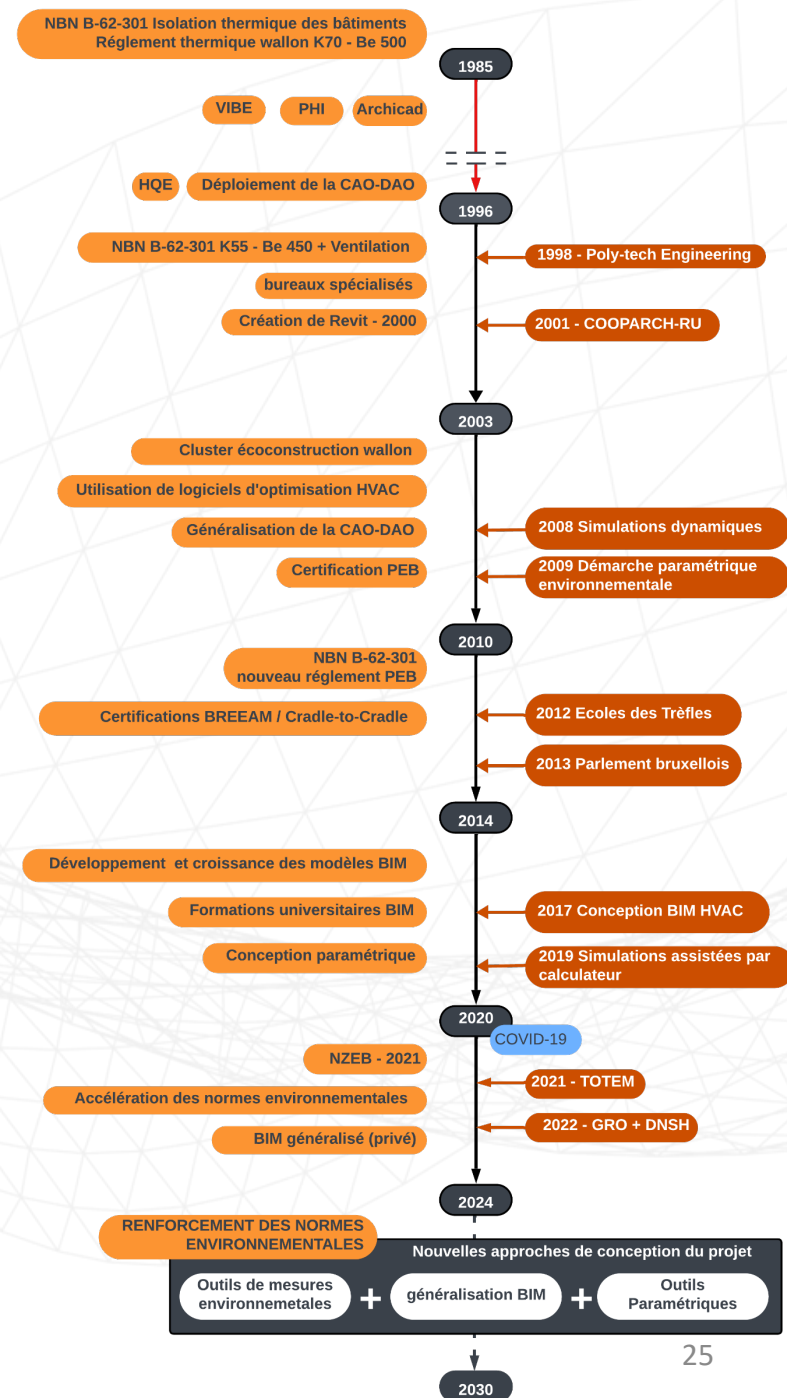 NBN B-62-301 Isolation thermique des bâtiments
Réglement thermique wallon K70 - Be 500
1985
VIBE
PHI
Archicad
HQE
Déploiement de la CAO-DAO
1996
NBN B-62-301 K55 - Be 450 + Ventilation
1998 - Poly-tech Engineering
bureaux spécialisés
Création de Revit - 2000
2001 - COOPARCH-RU
2003
Cluster écoconstruction wallon
Utilisation de logiciels d'optimisation HVAC
Généralisation de la CAO-DAO
2008 Simulations dynamiques
Certification PEB
2009 Démarche paramétrique
environnementale
2010
NBN B-62-301
nouveau réglement PEB
Certifications BREEAM / Cradle-to-Cradle
2012 Ecoles des Trèfles
2013 Parlement bruxellois
2014
Développement et croissance des modèles BIM
Formations universitaires BIM
2017 Conception BIM HVAC
Conception paramétrique
2019 Simulations assistées par
calculateur
2020
COVID-19
NZEB - 2021
2021 - TOTEM
Accélération des normes environnementales
BIM généralisé (privé)
2022 - GRO + DNSH
2024
RENFORCEMENT DES NORMES
ENVIRONNEMENTALES
Nouvelles approches de conception du projet
Outils de mesures
environnemetales
+
généralisation BIM
+
Outils
Paramétriques
25
2030